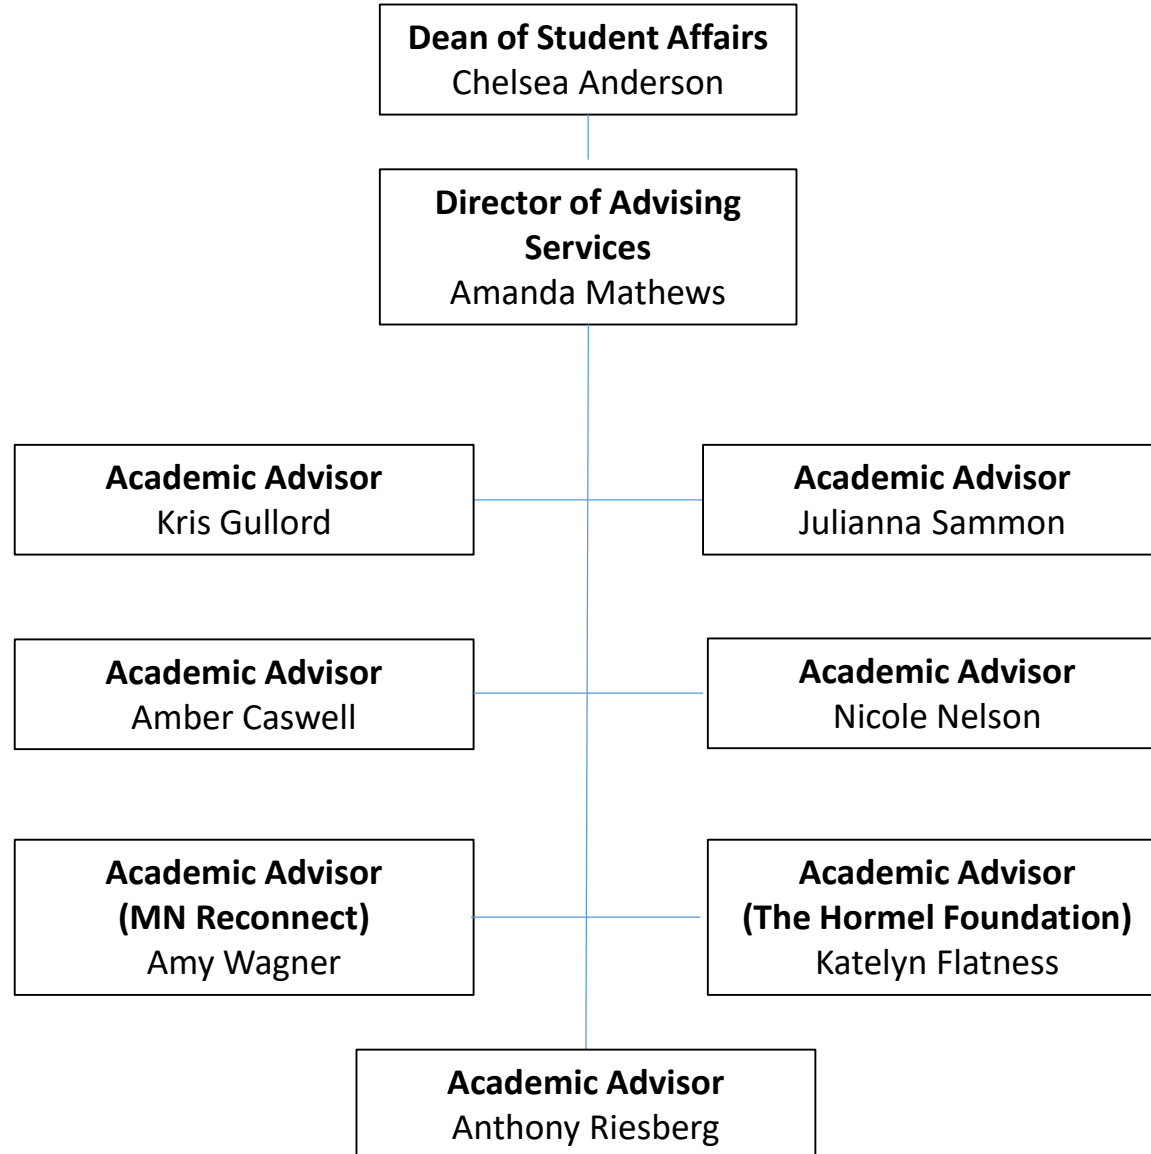 Dean of Student Affairs
Chelsea Anderson
Director of Advising
Services
Amanda Mathews
Academic Advisor
Kris Gullord
Academic Advisor
Julianna Sammon
Academic Advisor
Amber Caswell
Academic Advisor
Nicole Nelson
Academic Advisor
(MN Reconnect)
Amy Wagner
Academic Advisor
(The Hormel Foundation)
Katelyn Flatness
Academic Advisor
Anthony Riesberg